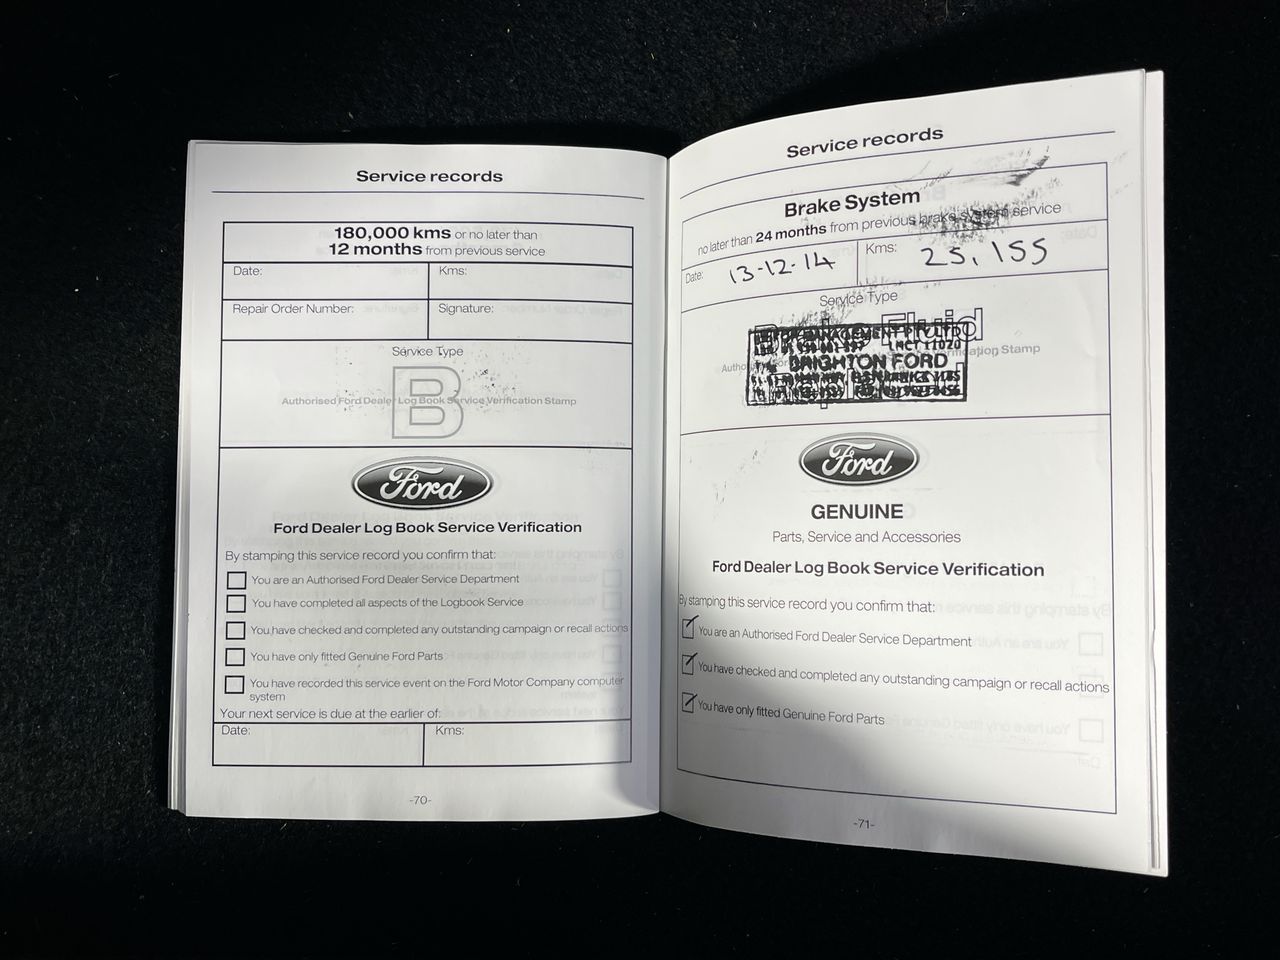 Service records
180,000 kms or no later than
12 months from previous service
Date:
Kms:
Repair Order Number:
Signature:
Service Type
B
Authorised Ford Dealer Log Book Service Verification Stamp
Ford
Ford Dealer Log Book Service Verification
By stamping this service record you confirm that:
You are an Authorised Ford Dealer Service Department
You have completed all aspects of the Logbook Service
You have checked and completed any outstanding campaign or recall actions
You have only fitted Genuine Ford Parts
You have recorded this service event on the Ford Motor Company computer
system
Your next service is due at the earlier of:
Date:
Kms:
-70-
Service records
Brake System
no later than 24 months from previous brake system service
Date: 13-12-14
Kms: 25,155
Service Type
Fluid
MANAGEMENT PTY LTD
LMCT 11020
BRIGHTON FORD
Stamp
Ford
GENUINE
Parts, Service and Accessories
Ford Dealer Log Book Service Verification
By stamping this service record you confirm that:
You are an Authorised Ford Dealer Service Department
You have checked and completed any outstanding campaign or recall actions
You have only fitted Genuine Ford Parts
-71-